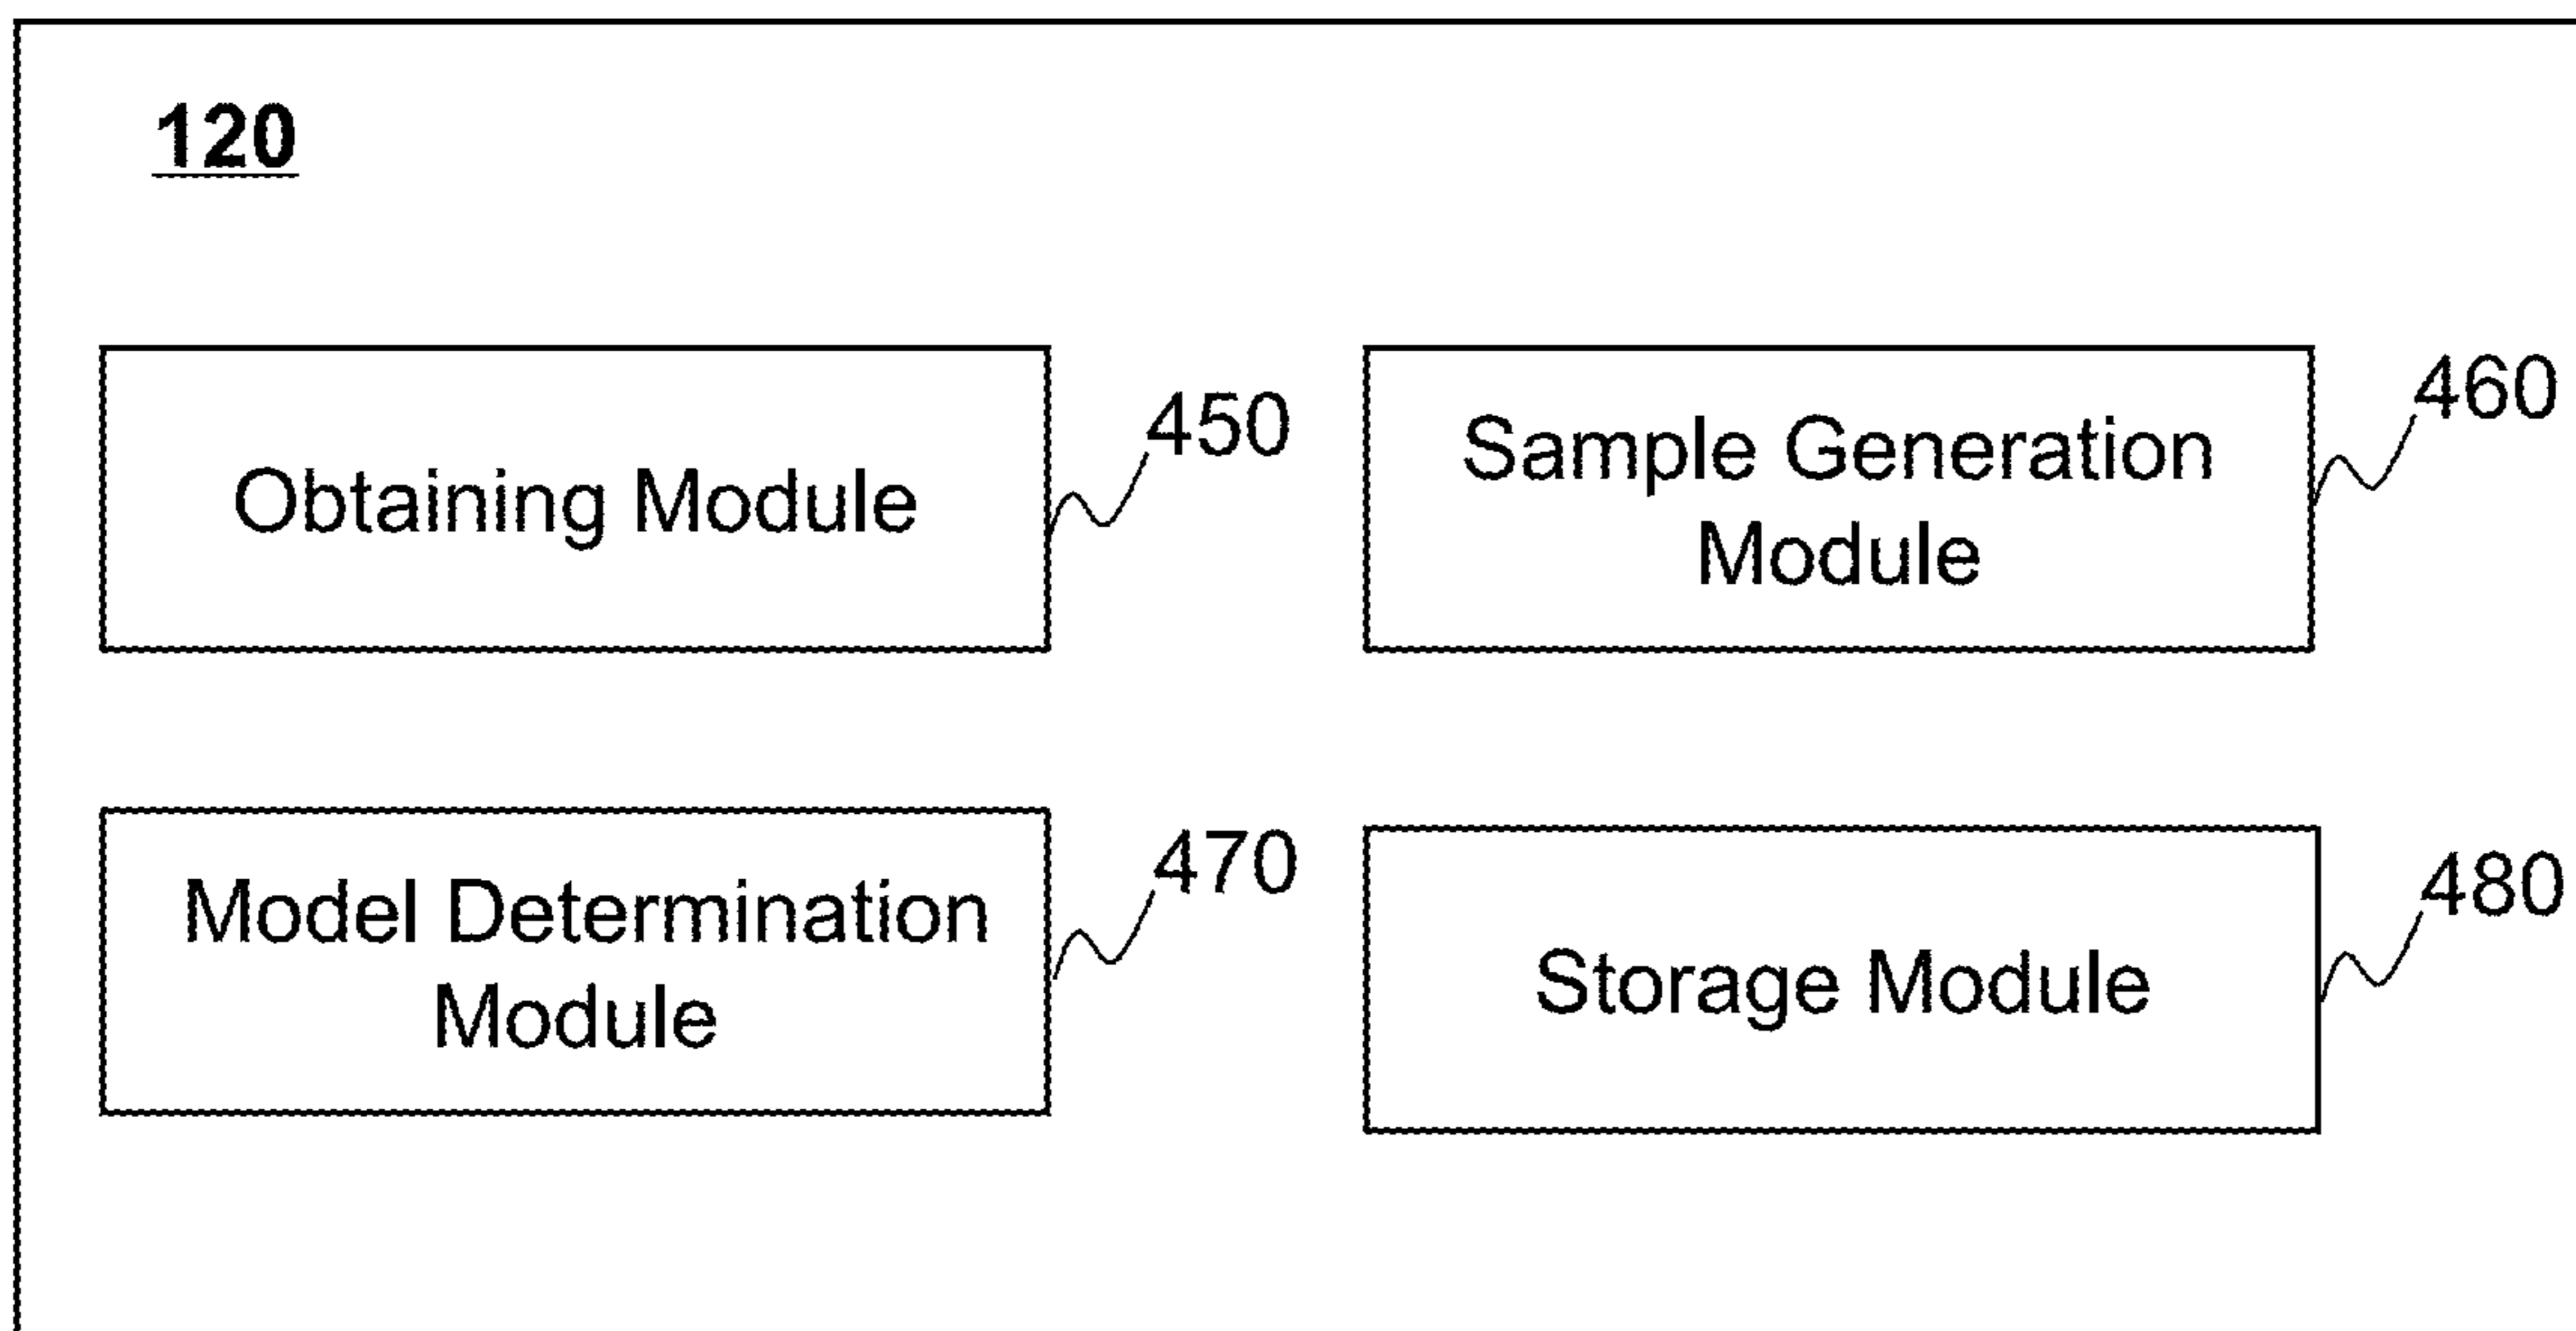 120
Obtaining Module
450
Sample Generation
Module
460
Model Determination
Module
470
Storage Module
480